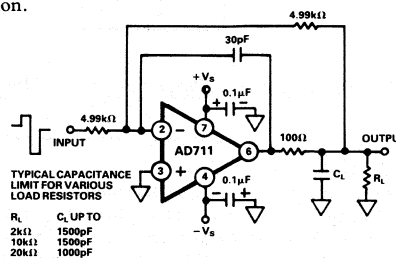 on.
4.99kΩ
30pF
+VS
0.1μF
+ −
4.99kΩ
INPUT
2 −
7
AD711
6
100Ω
OUTPU
3 +
4
0.1μF
− +
CL
RL
−VS
TYPICAL CAPACITANCE
LIMIT FOR VARIOUS
LOAD RESISTORS
RL CL UP TO
2kΩ 1500pF
10kΩ 1500pF
20kΩ 1000pF